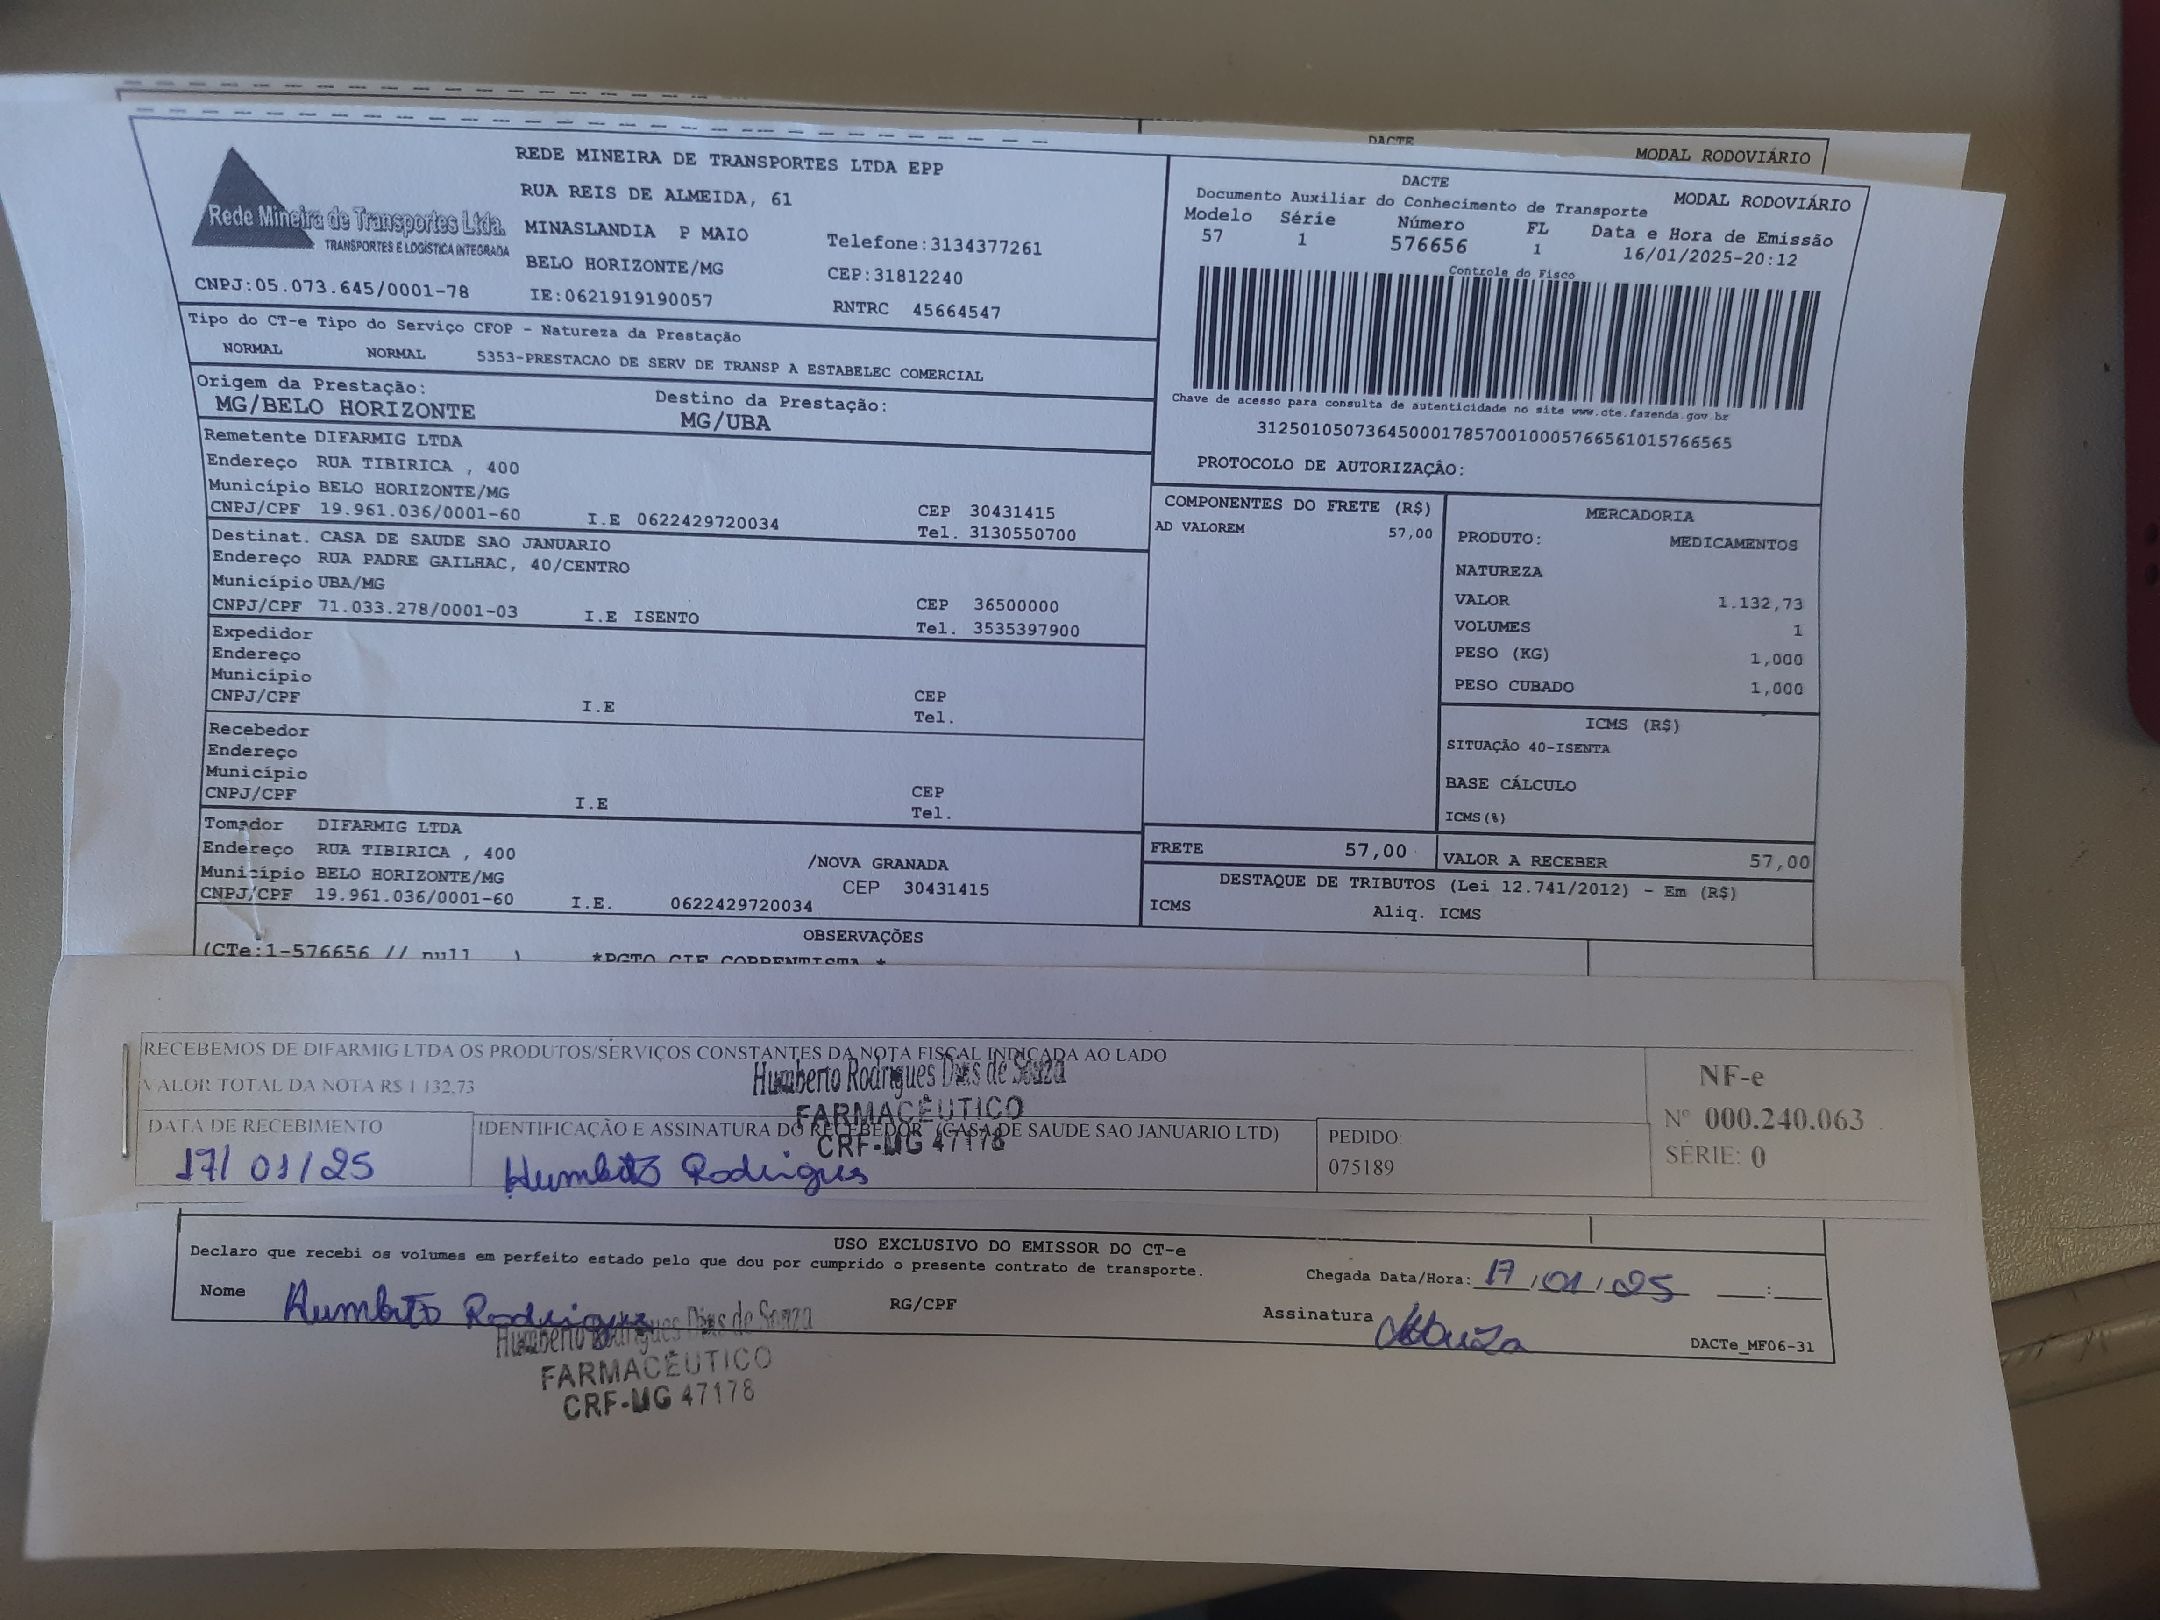 DACTE
MODAL RODOVIÁRIO
Rede Mineira de Transportes Ltda.
TRANSPORTES E LOGÍSTICA INTEGRADA
CNPJ:05.073.645/0001-78
REDE MINEIRA DE TRANSPORTES LTDA EPP
RUA REIS DE ALMEIDA, 61
MINASLANDIA P MAIO Telefone:3134377261
BELO HORIZONTE/MG CEP:31812240
IE:0621919190057 RNTRC 45664547
DACTE MODAL RODOVIÁRIO
Documento Auxiliar do Conhecimento de Transporte
Modelo Série Número FL Data e Hora de Emissão
57 1 576656 1 16/01/2025-20:12
Controle do Fisco
Chave de acesso para consulta de autenticidade no site www.cte.fazenda.gov br
31250105073645000178570010005766561015766565
PROTOCOLO DE AUTORIZAÇÃO:
Tipo do CT-e Tipo do Serviço CFOP - Natureza da Prestação
NORMAL NORMAL 5353-PRESTACAO DE SERV DE TRANSP A ESTABELEC COMERCIAL
Origem da Prestação: Destino da Prestação:
MG/BELO HORIZONTE MG/UBA
Remetente DIFARMIG LTDA
Endereço RUA TIBIRICA , 400
Município BELO HORIZONTE/MG CEP 30431415
CNPJ/CPF 19.961.036/0001-60 I.E 0622429720034 Tel. 3130550700
Destinat. CASA DE SAUDE SAO JANUARIO
Endereço RUA PADRE GAILHAC, 40/CENTRO
Município UBA/MG CEP 36500000
CNPJ/CPF 71.033.278/0001-03 I.E ISENTO Tel. 3535397900
Expedidor
Endereço
Município CEP
CNPJ/CPF I.E Tel.
Recebedor
Endereço
Município CEP
CNPJ/CPF I.E Tel.
Tomador DIFARMIG LTDA
Endereço RUA TIBIRICA , 400 /NOVA GRANADA
Município BELO HORIZONTE/MG CEP 30431415
CNPJ/CPF 19.961.036/0001-60 I.E. 0622429720034
COMPONENTES DO FRETE (R$)
AD VALOREM 57,00
MERCADORIA
PRODUTO: MEDICAMENTOS
NATUREZA
VALOR 1.132,73
VOLUMES 1
PESO (KG) 1,000
PESO CUBADO 1,000
ICMS (R$)
SITUAÇÃO 40-ISENTA
BASE CÁLCULO
ICMS(%)
FRETE 57,00 VALOR A RECEBER 57,00
DESTAQUE DE TRIBUTOS (Lei 12.741/2012) - Em (R$)
ICMS Aliq. ICMS
OBSERVAÇÕES
(CTe:1-576656 // null ) *PGTO CIF CORRENTISTA *
RECEBEMOS DE DIFARMIG LTDA OS PRODUTOS/SERVIÇOS CONSTANTES DA NOTA FISCAL INDICADA AO LADO
VALOR TOTAL DA NOTA R$ 1 132,73
Humberto Rodrigues Dias de Souza
FARMACÊUTICO
CRF-MG 47178
NF-e
N° 000.240.063
SÉRIE: 0
DATA DE RECEBIMENTO
17/01/25
IDENTIFICAÇÃO E ASSINATURA DO RECEBEDOR (CASA DE SAUDE SAO JANUARIO LTD)
Humberto Rodrigues
PEDIDO:
075189
USO EXCLUSIVO DO EMISSOR DO CT-e
Declaro que recebi os volumes em perfeito estado pelo que dou por cumprido o presente contrato de transporte.
Chegada Data/Hora: 17/01/25 __:__
Nome Humberto Rodrigues RG/CPF Assinatura
Humberto Rodrigues Dias de Souza
FARMACÊUTICO
CRF-MG 47178
DACTe_MF06-31